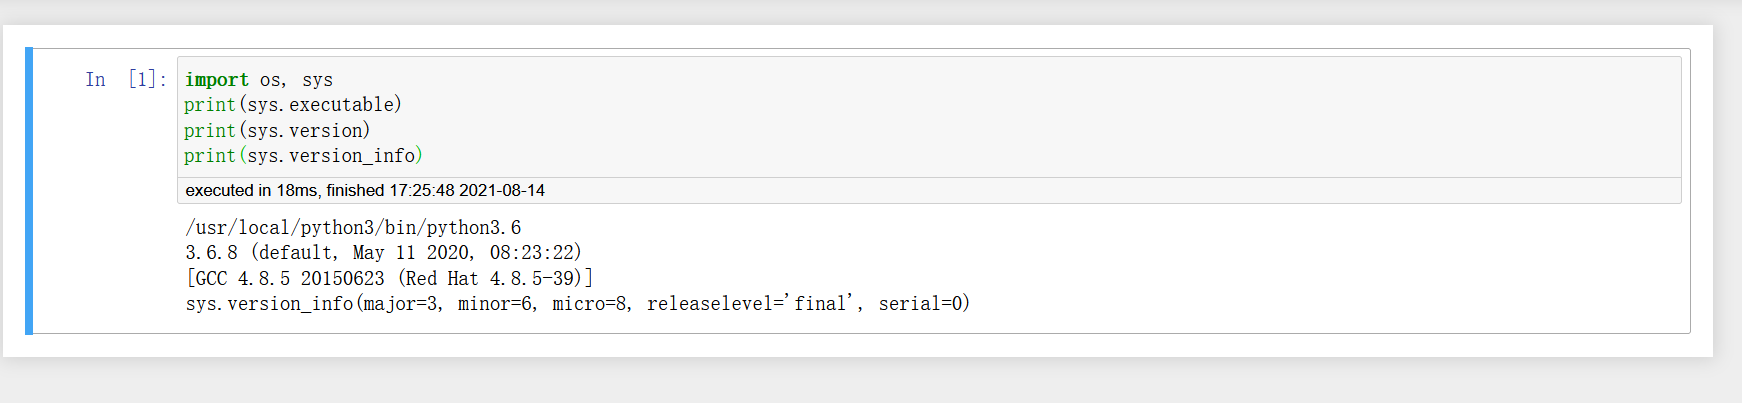 In [1]:
import os, sys
print(sys.executable)
print(sys.version)
print(sys.version_info)
executed in 18ms, finished 17:25:48 2021-08-14
/usr/local/python3/bin/python3.6
3.6.8 (default, May 11 2020, 08:23:22)
[GCC 4.8.5 20150623 (Red Hat 4.8.5-39)]
sys.version_info(major=3, minor=6, micro=8, releaselevel='final', serial=0)